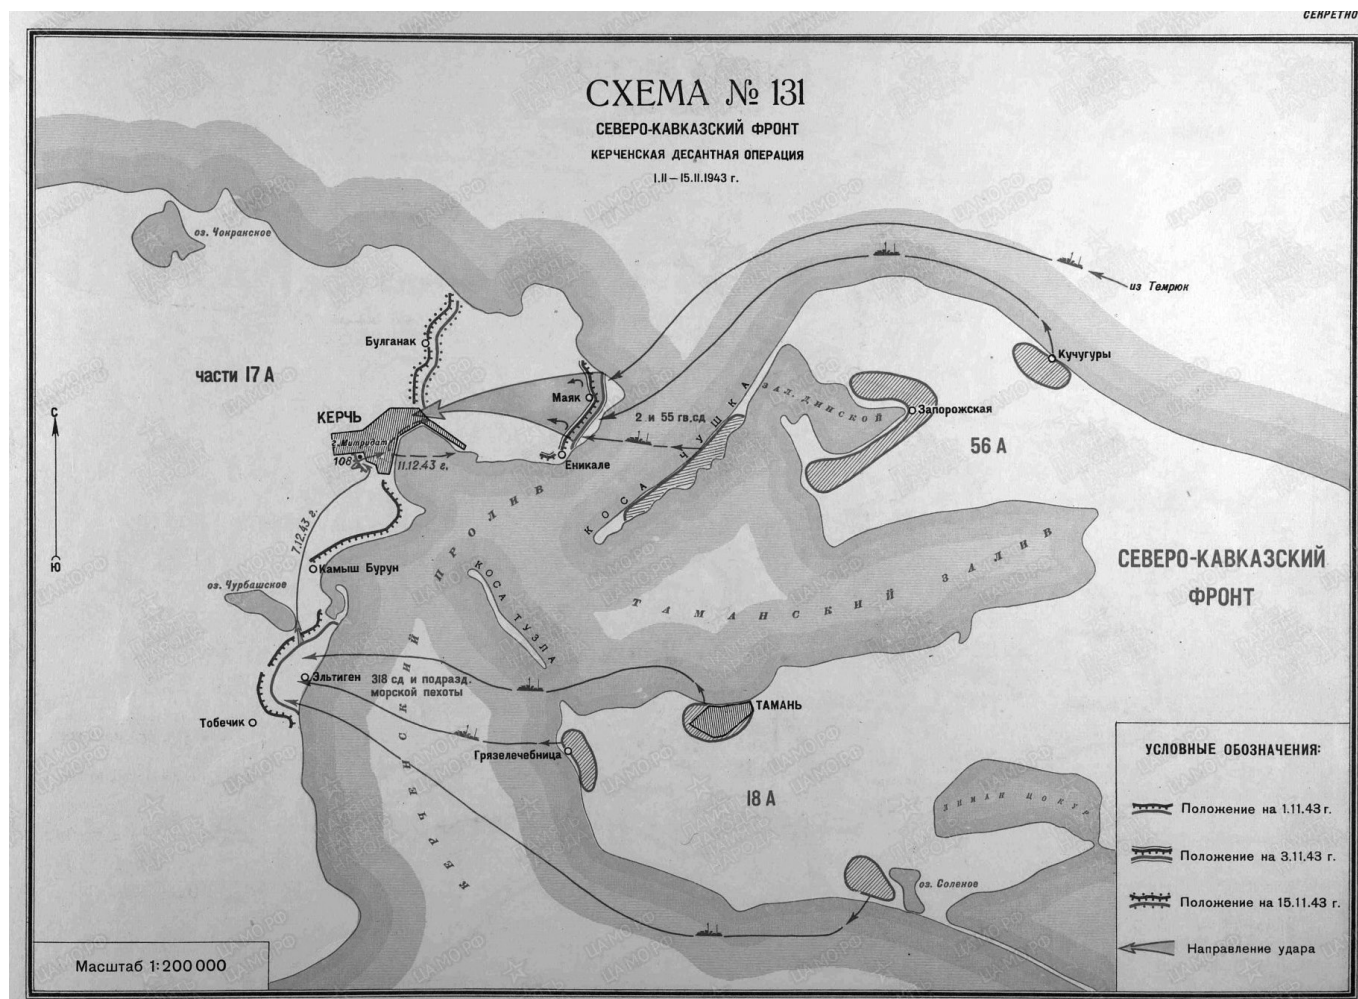 СЕКРЕТНО
СХЕМА № 131
СЕВЕРО-КАВКАЗСКИЙ ФРОНТ
КЕРЧЕНСКАЯ ДЕСАНТНАЯ ОПЕРАЦИЯ
1.11 — 15.11.1943 г.
оз. Чокракское
из Темрюк
Булганак
Кучугуры
части 17 А
КЕРЧЬ
г. Митридат
108
11.12.43 г.
Маяк
Еникале
2 и 55 гв.сд
КОСА ЧУШКА
ЗАЛ. ДИНСКОЙ
Запорожская
56 А
С
Ю
7.12.43 г.
Камыш Бурун
оз. Чурбашское
КЕРЧЕНСКИЙ ПРОЛИВ
КОСА ТУЗЛА
ТАМАНСКИЙ ЗАЛИВ
СЕВЕРО-КАВКАЗСКИЙ
ФРОНТ
Эльтиген
318 сд и подразд.
морской пехоты
Тобечик
ТАМАНЬ
Грязелечебница
18 А
ЛИМАН ЦОКУР
оз. Соленое
УСЛОВНЫЕ ОБОЗНАЧЕНИЯ:
Положение на 1.11.43 г.
Положение на 3.11.43 г.
Положение на 15.11.43 г.
Направление удара
Масштаб 1:200 000
ЦАМО.РФ